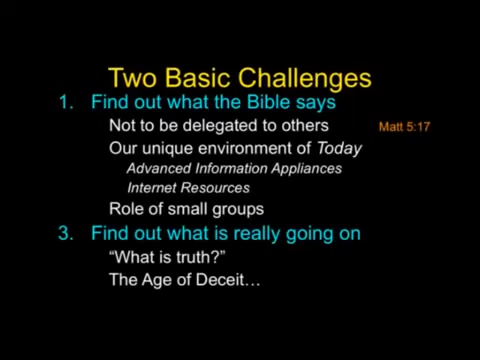 Two Basic Challenges
1. Find out what the Bible says
Not to be delegated to others Matt 5:17
Our unique environment of Today
Advanced Information Appliances
Internet Resources
Role of small groups
3. Find out what is really going on
“What is truth?”
The Age of Deceit…